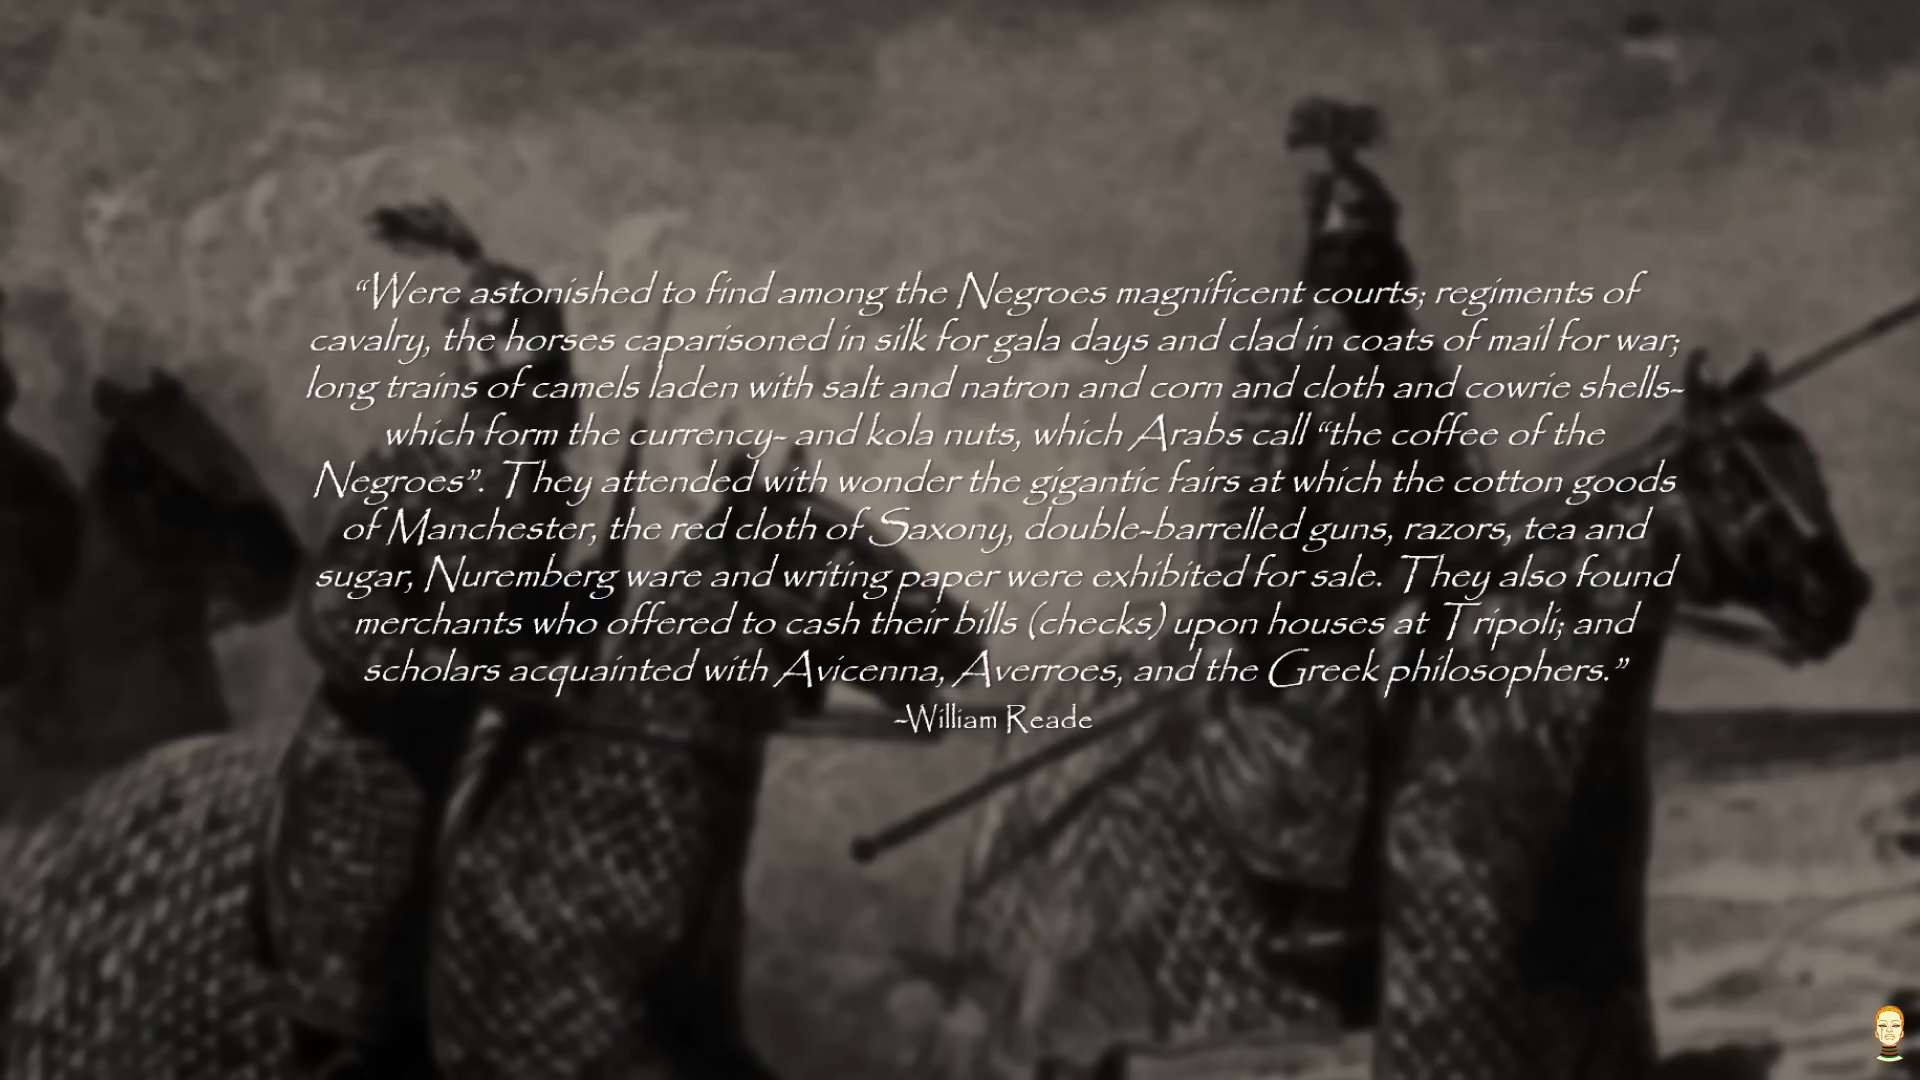 “Were astonished to find among the Negroes magnificent courts; regiments of
cavalry, the horses caparisoned in silk for gala days and clad in coats of mail for war;
long trains of camels laden with salt and natron and corn and cloth and cowrie shells-
which form the currency- and kola nuts, which Arabs call “the coffee of the
Negroes”. They attended with wonder the gigantic fairs at which the cotton goods
of Manchester, the red cloth of Saxony, double-barrelled guns, razors, tea and
sugar, Nuremberg ware and writing paper were exhibited for sale. They also found
merchants who offered to cash their bills (checks) upon houses at Tripoli; and
scholars acquainted with Avicenna, Averroes, and the Greek philosophers.”
-William Reade